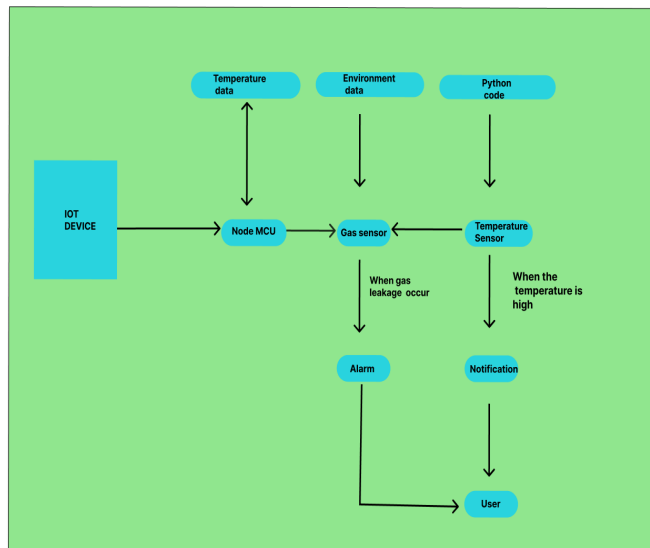 Temperature
data
Environment
data
Python
code
IOT
DEVICE
Node MCU
Gas sensor
Temperature
Sensor
When gas
leakage occur
When the
temperature is
high
Alarm
Notification
User